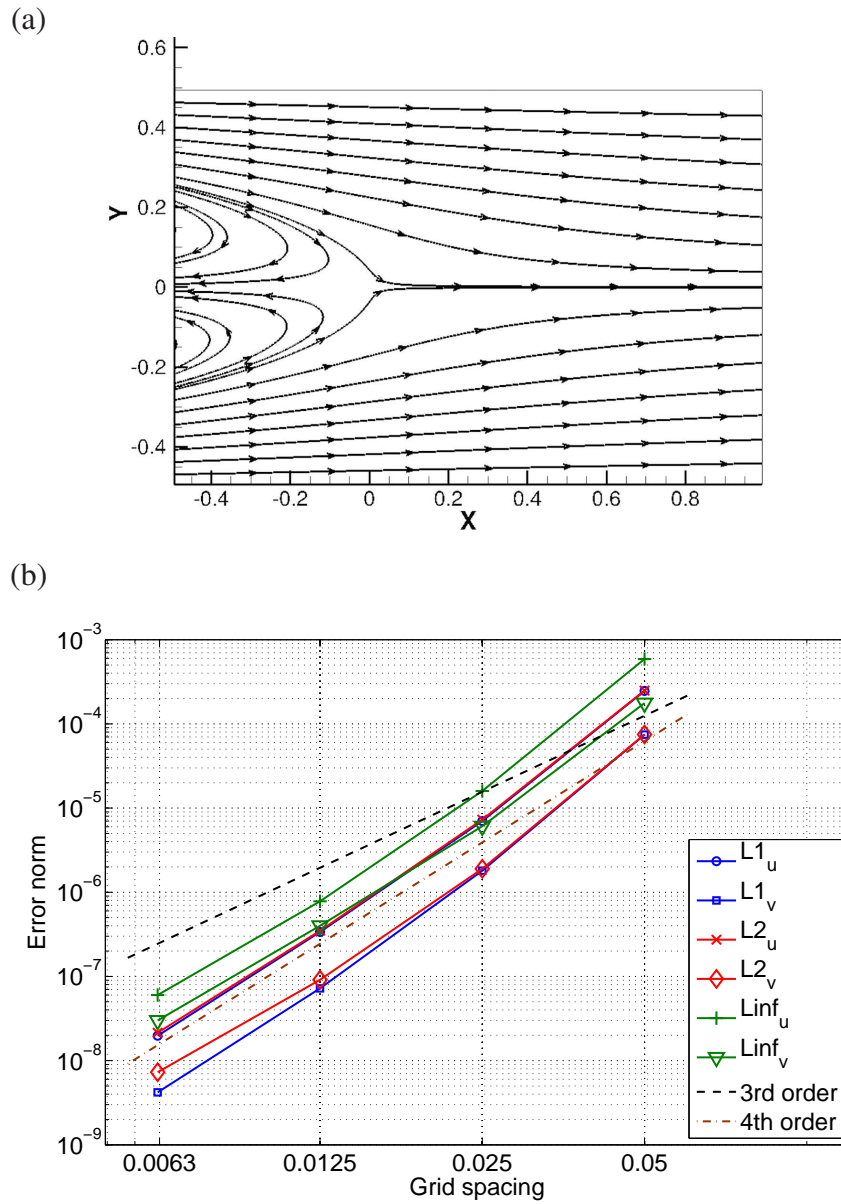 (a)
0.6
0.4
0.2
0
-0.2
-0.4
Y
-0.4 -0.2 0 0.2 0.4 0.6 0.8
X
(b)
10^−3
10^−4
10^−5
10^−6
10^−7
10^−8
10^−9
Error norm
0.0063 0.0125 0.025 0.05
Grid spacing
L1_u
L1_v
L2_u
L2_v
Linf_u
Linf_v
3rd order
4th order